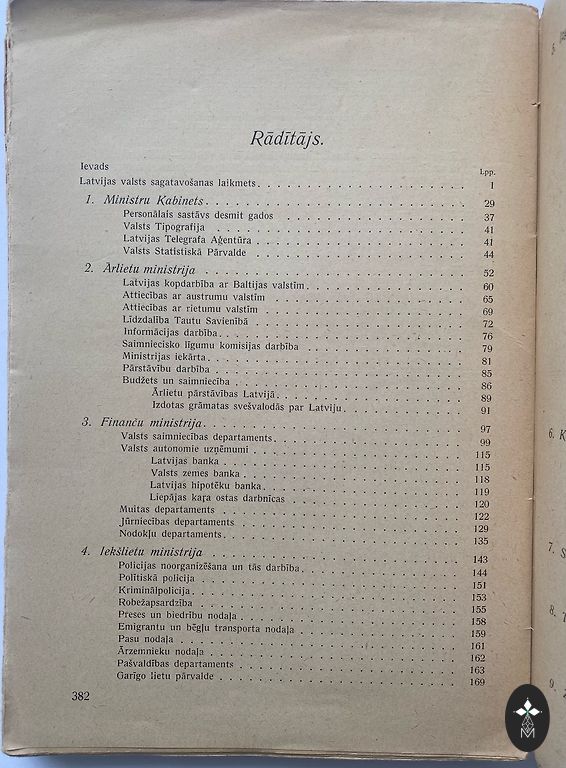 Rādītājs.
Lpp.
Ievads
Latvijas valsts sagatavošanas laikmets. 1
1. Ministru Kabinets. 29
Personālais sastāvs desmit gados 37
Valsts Tipografija 41
Latvijas Telegrafa Aģentūra 41
Valsts Statistiskā Pārvalde 44
2. Ārlietu ministrija 52
Latvijas kopdarbība ar Baltijas valstīm. 60
Attiecības ar austrumu valstīm 65
Attiecības ar rietumu valstīm 69
Līdzdalība Tautu Savienībā 72
Informācijas darbība. 76
Saimniecisko līgumu komisijas darbība 79
Ministrijas iekārta. 81
Pārstāvību darbība 85
Budžets un saimniecība 86
Ārlietu pārstāvības Latvijā. 89
Izdotas grāmatas svešvalodās par Latviju. 91
3. Finanču ministrija. 97
Valsts saimniecības departaments. 99
Valsts autonomie uzņēmumi 115
Latvijas banka 115
Valsts zemes banka 118
Latvijas hipotēku banka. 119
Liepājas kaŗa ostas darbnīcas 120
Muitas departaments 122
Jūrniecības departaments 129
Nodokļu departaments. 135
4. Iekšlietu ministrija 143
Policijas noorganizēšana un tās darbība. 144
Politiskā policija 151
Kriminālpolicija. 153
Robežapsardzība 155
Preses un biedrību nodaļa 158
Emigrantu un bēgļu transporta nodaļa 159
Pasu nodaļa 161
Ārzemnieku nodaļa 162
Pašvaldības departaments 163
Garīgo lietu pārvalde 169
382
6. K
7. S
8.
9.